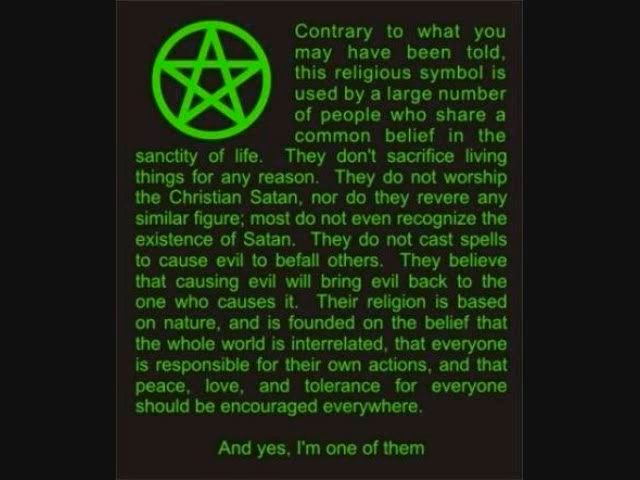 Contrary to what you
may have been told,
this religious symbol is
used by a large number
of people who share a
common belief in the
sanctity of life. They don't sacrifice living
things for any reason. They do not worship
the Christian Satan, nor do they revere any
similar figure; most do not even recognize the
existence of Satan. They do not cast spells
to cause evil to befall others. They believe
that causing evil will bring evil back to the
one who causes it. Their religion is based
on nature, and is founded on the belief that
the whole world is interrelated, that everyone
is responsible for their own actions, and that
peace, love, and tolerance for everyone
should be encouraged everywhere.
And yes, I'm one of them